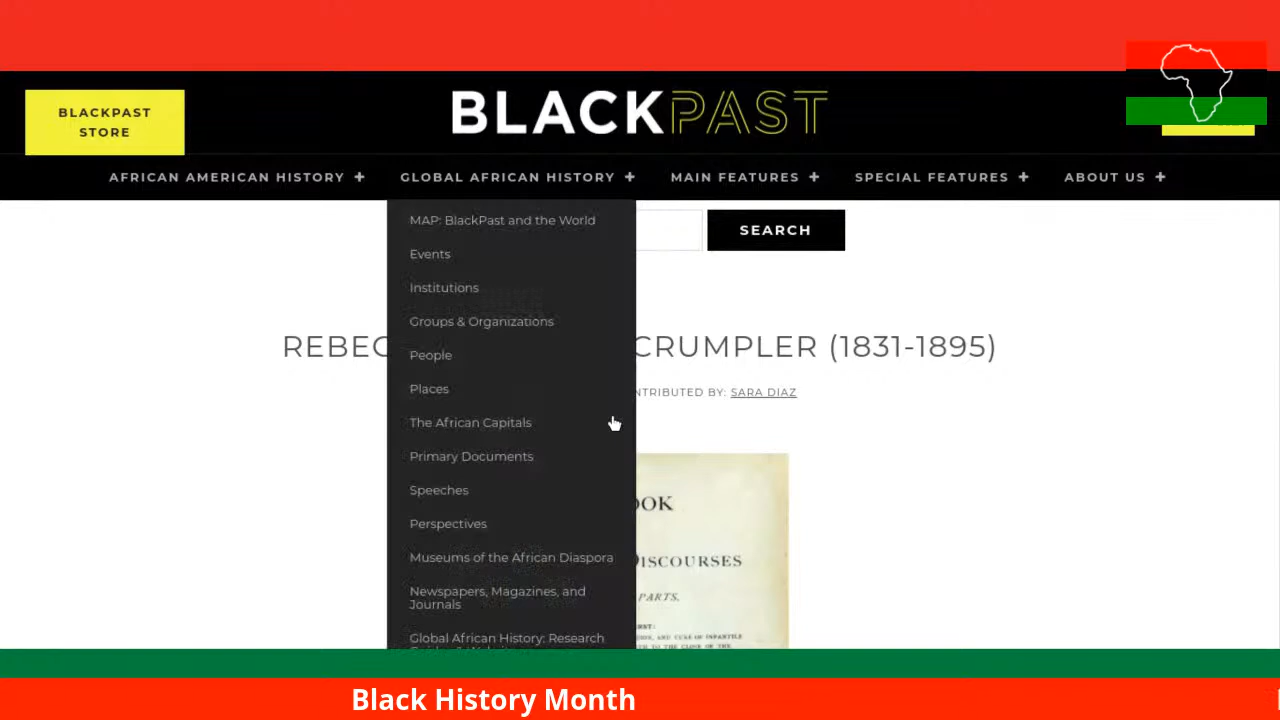 BLACKPAST
STORE
BLACKPAST
AFRICAN AMERICAN HISTORY +
GLOBAL AFRICAN HISTORY +
MAIN FEATURES +
SPECIAL FEATURES +
ABOUT US +
MAP: BlackPast and the World
Events
Institutions
Groups & Organizations
People
Places
The African Capitals
Primary Documents
Speeches
Perspectives
Museums of the African Diaspora
Newspapers, Magazines, and
Journals
Global African History: Research
SEARCH
CRUMPLER (1831-1895)
BY: SARA DIAZ
DISCOURSES
PARTS.
Black History Month